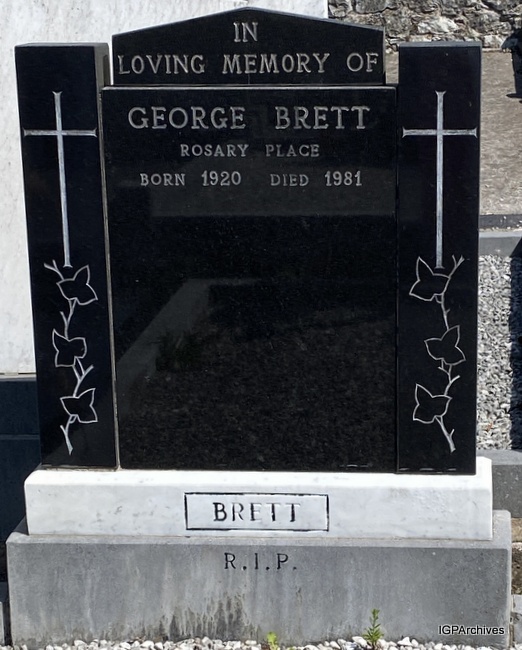 IN
LOVING MEMORY OF
GEORGE BRETT
ROSARY PLACE
BORN 1920 DIED 1981
BRETT
R.I.P.
IGPArchives